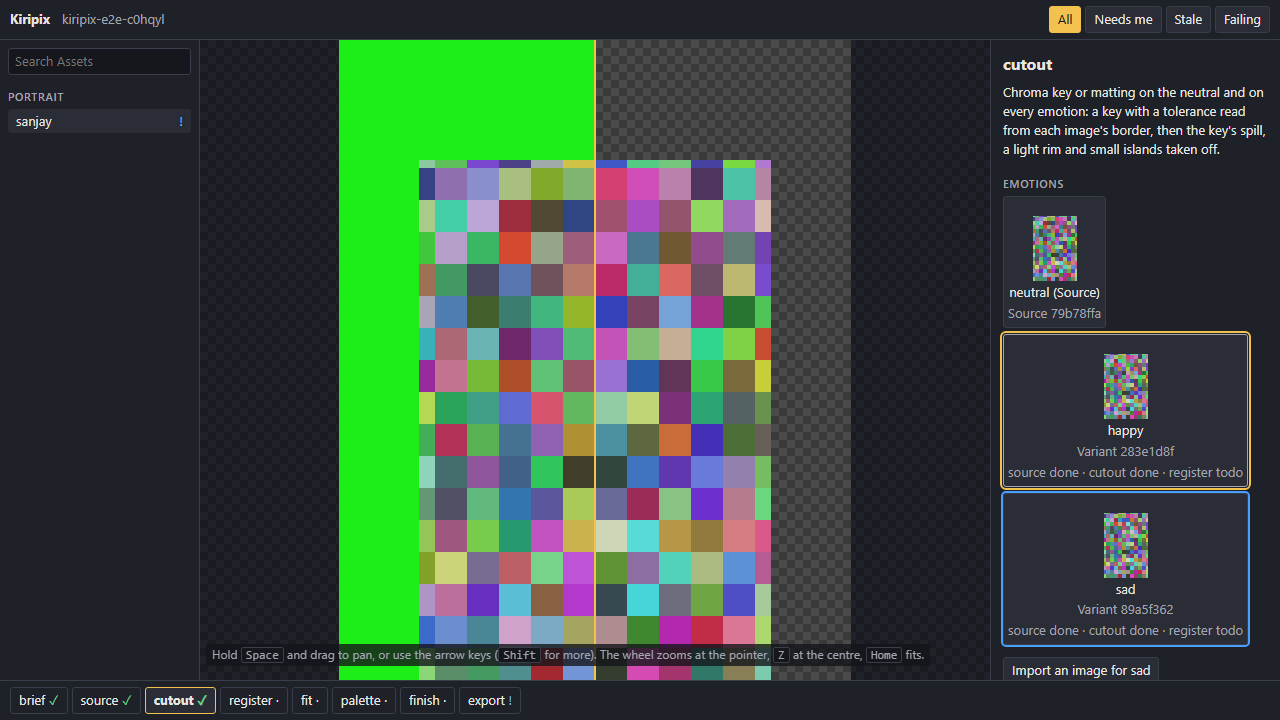 Kiripix kiripix-e2e-c0hqyl
All Needs me Stale Failing
Search Assets
PORTRAIT
sanjay !
cutout
Chroma key or matting on the neutral and on
every emotion: a key with a tolerance read
from each image's border, then the key's spill,
a light rim and small islands taken off.
EMOTIONS
neutral (Source)
Source 79b78ffa
happy
Variant 283e1d8f
source done · cutout done · register todo
sad
Variant 89a5f362
source done · cutout done · register todo
Import an image for sad
Hold Space and drag to pan, or use the arrow keys (Shift for more). The wheel zooms at the pointer, Z at the centre, Home fits.
brief ✓ source ✓ cutout ✓ register · fit · palette · finish · export !